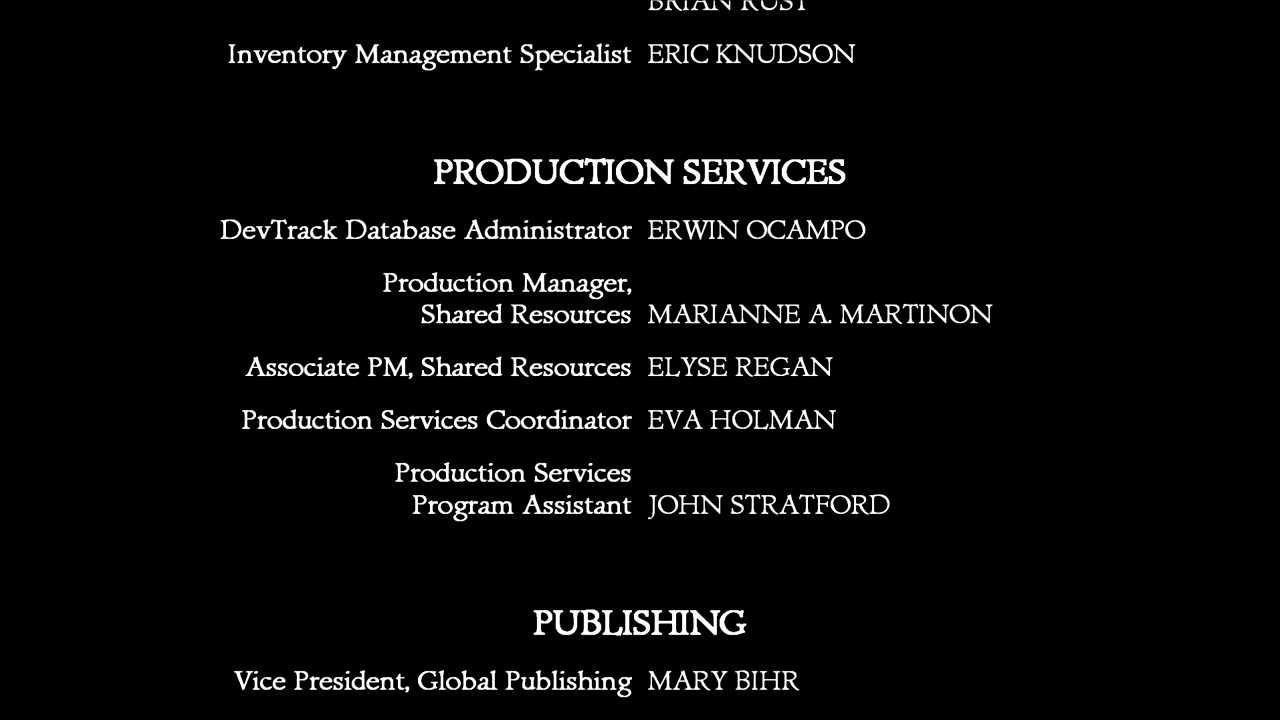 BRIAN RUST
Inventory Management Specialist ERIC KNUDSON
PRODUCTION SERVICES
DevTrack Database Administrator ERWIN OCAMPO
Production Manager,
Shared Resources MARIANNE A. MARTINON
Associate PM, Shared Resources ELYSE REGAN
Production Services Coordinator EVA HOLMAN
Production Services
Program Assistant JOHN STRATFORD
PUBLISHING
Vice President, Global Publishing MARY BIHR